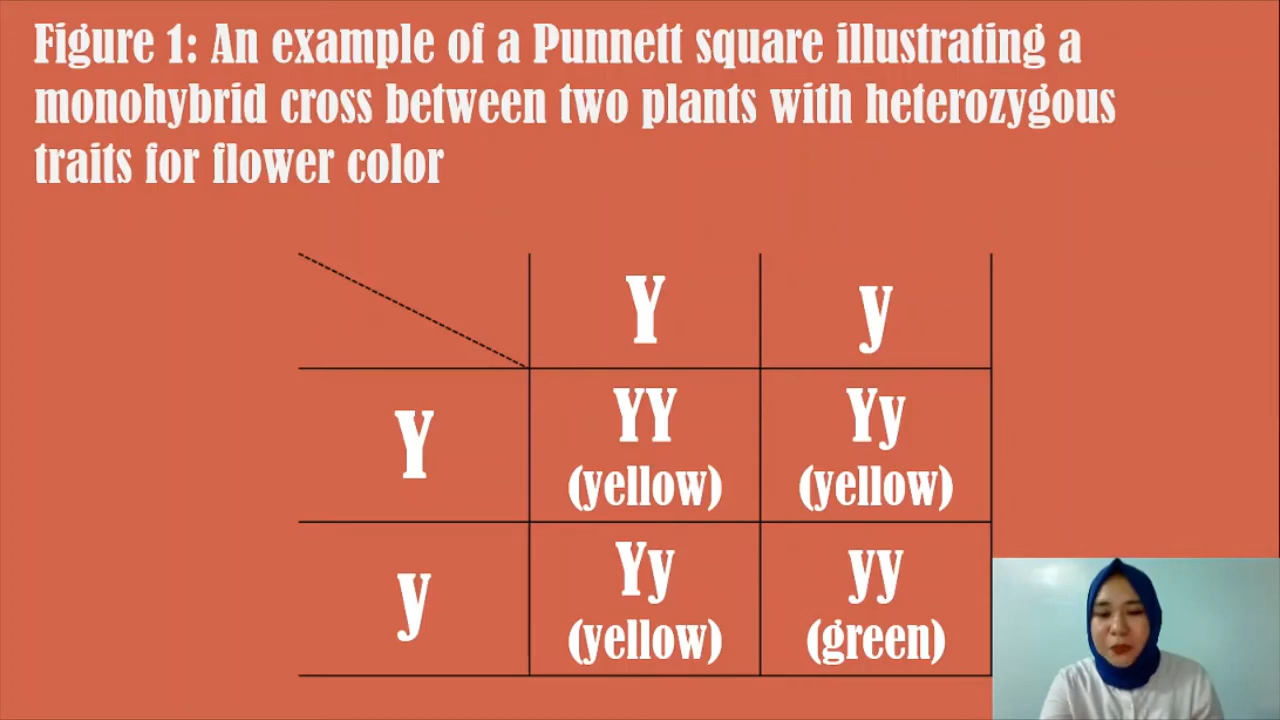 Figure 1: An example of a Punnett square illustrating a
monohybrid cross between two plants with heterozygous
traits for flower color
Y y
Y YY Yy
(yellow) (yellow)
y Yy yy
(yellow) (green)